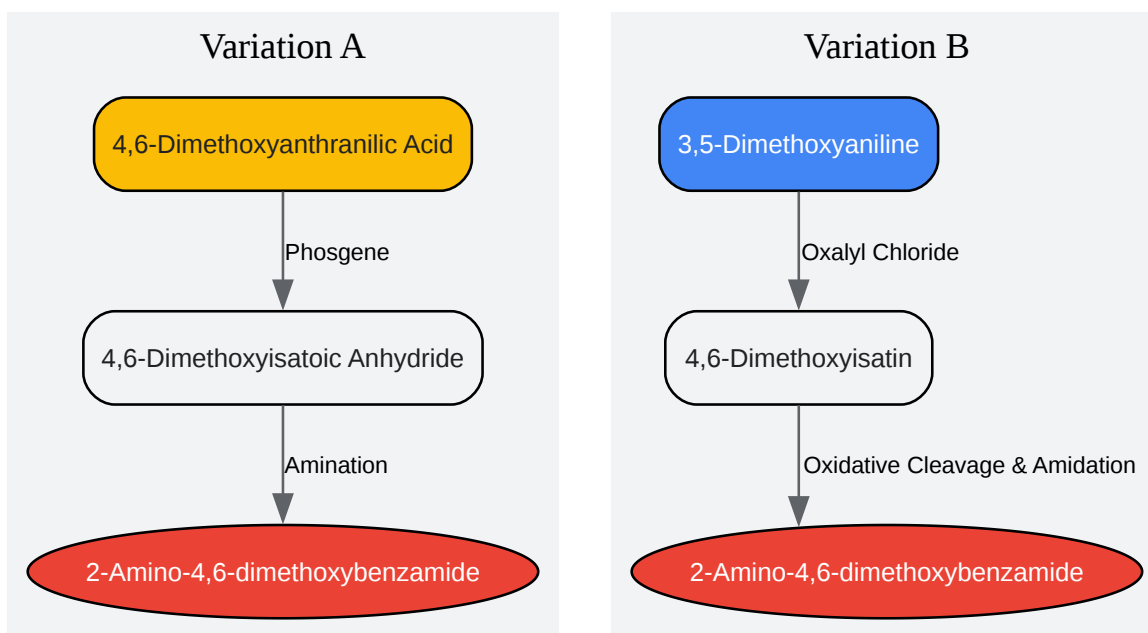 Variation A
4,6-Dimethoxyanthranilic Acid
Phosgene
4,6-Dimethoxyisatoic Anhydride
Amination
2-Amino-4,6-dimethoxybenzamide
Variation B
3,5-Dimethoxyaniline
Oxalyl Chloride
4,6-Dimethoxyisatin
Oxidative Cleavage & Amidation
2-Amino-4,6-dimethoxybenzamide